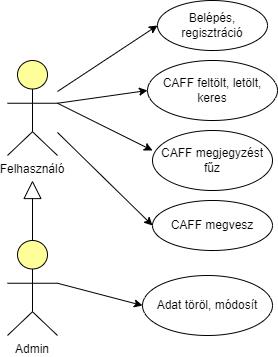 Belépés,
regisztráció
CAFF feltölt, letölt,
keres
CAFF megjegyzést
fűz
Felhasználó
CAFF megvesz
Adat töröl, módosít
Admin